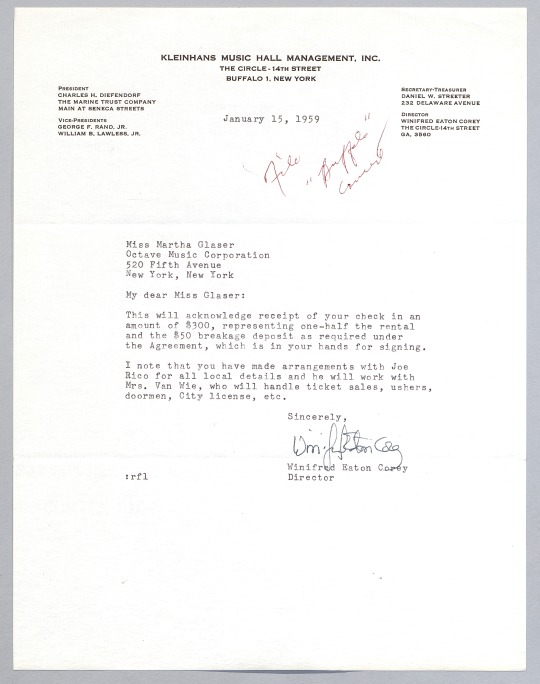 KLEINHANS MUSIC HALL MANAGEMENT, INC.
THE CIRCLE-14TH STREET
BUFFALO 1, NEW YORK
PRESIDENT
CHARLES H. DIEFENDORF
THE MARINE TRUST COMPANY
MAIN AT SENECA STREETS
VICE-PRESIDENTS
GEORGE F. RAND, JR.
WILLIAM B. LAWLESS, JR.
SECRETARY-TREASURER
DANIEL W. STREETER
232 DELAWARE AVENUE
DIRECTOR
WINIFRED EATON COREY
THE CIRCLE-14TH STREET
GA. 3560
January 15, 1959
File
"Buffalo"
concert
Miss Martha Glaser
Octave Music Corporation
520 Fifth Avenue
New York, New York
My dear Miss Glaser:
This will acknowledge receipt of your check in an
amount of $300, representing one-half the rental
and the $50 breakage deposit as required under
the Agreement, which is in your hands for signing.
I note that you have made arrangements with Joe
Rico for all local details and he will work with
Mrs. Van Wie, who will handle ticket sales, ushers,
doormen, City license, etc.
Sincerely,
Winifred Eaton Corey
Winifred Eaton Corey
:rfl
Director